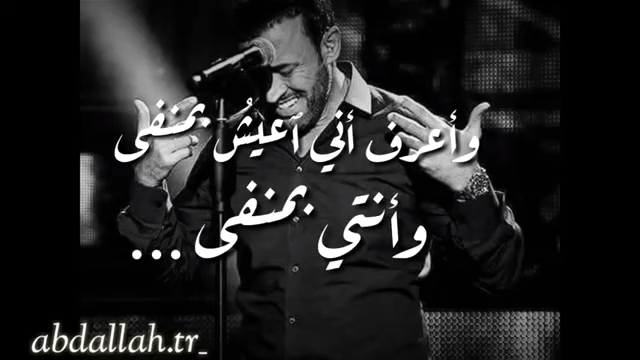 وأعرف أني أعيشُ بمنفى
وأنتي بمنفى ...
abdallah.tr_